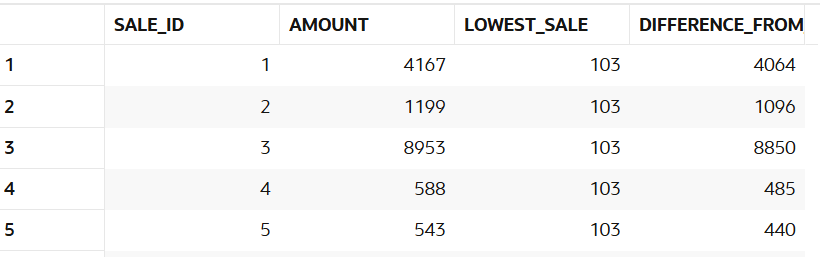 SALE_ID AMOUNT LOWEST_SALE DIFFERENCE_FROM
1 1 4167 103 4064
2 2 1199 103 1096
3 3 8953 103 8850
4 4 588 103 485
5 5 543 103 440